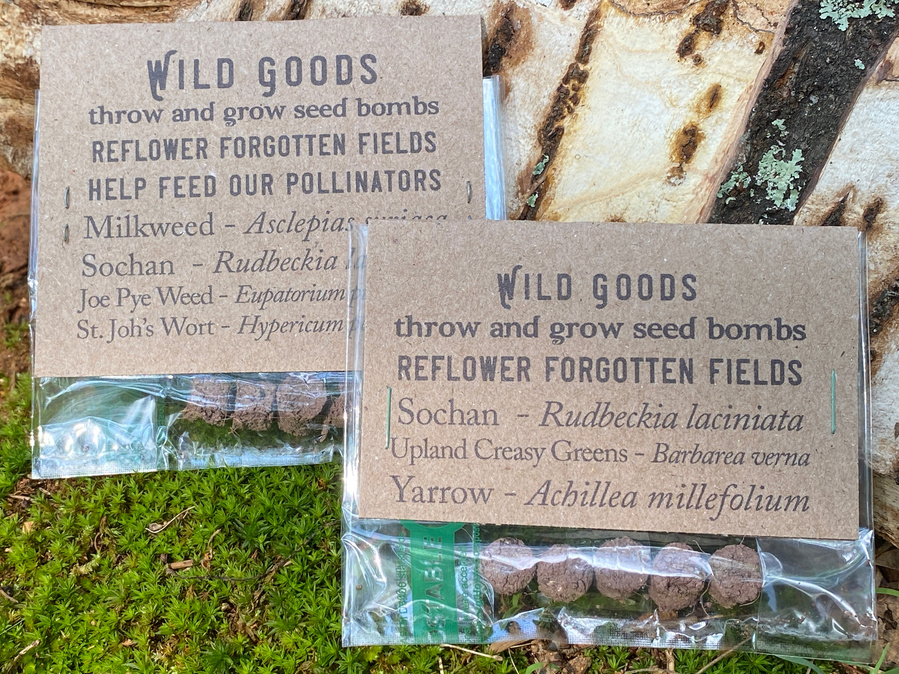 WILD GOODS
throw and grow seed bombs
REFLOWER FORGOTTEN FIELDS
HELP FEED OUR POLLINATORS
Milkweed - Asclepias syriaca
Sochan - Rudbeckia
Joe Pye Weed - Eupatorium
St. Joh's Wort - Hypericum
WILD GOODS
throw and grow seed bombs
REFLOWER FORGOTTEN FIELDS
Sochan - Rudbeckia laciniata
Upland Creasy Greens - Barbarea verna
Yarrow - Achillea millefolium